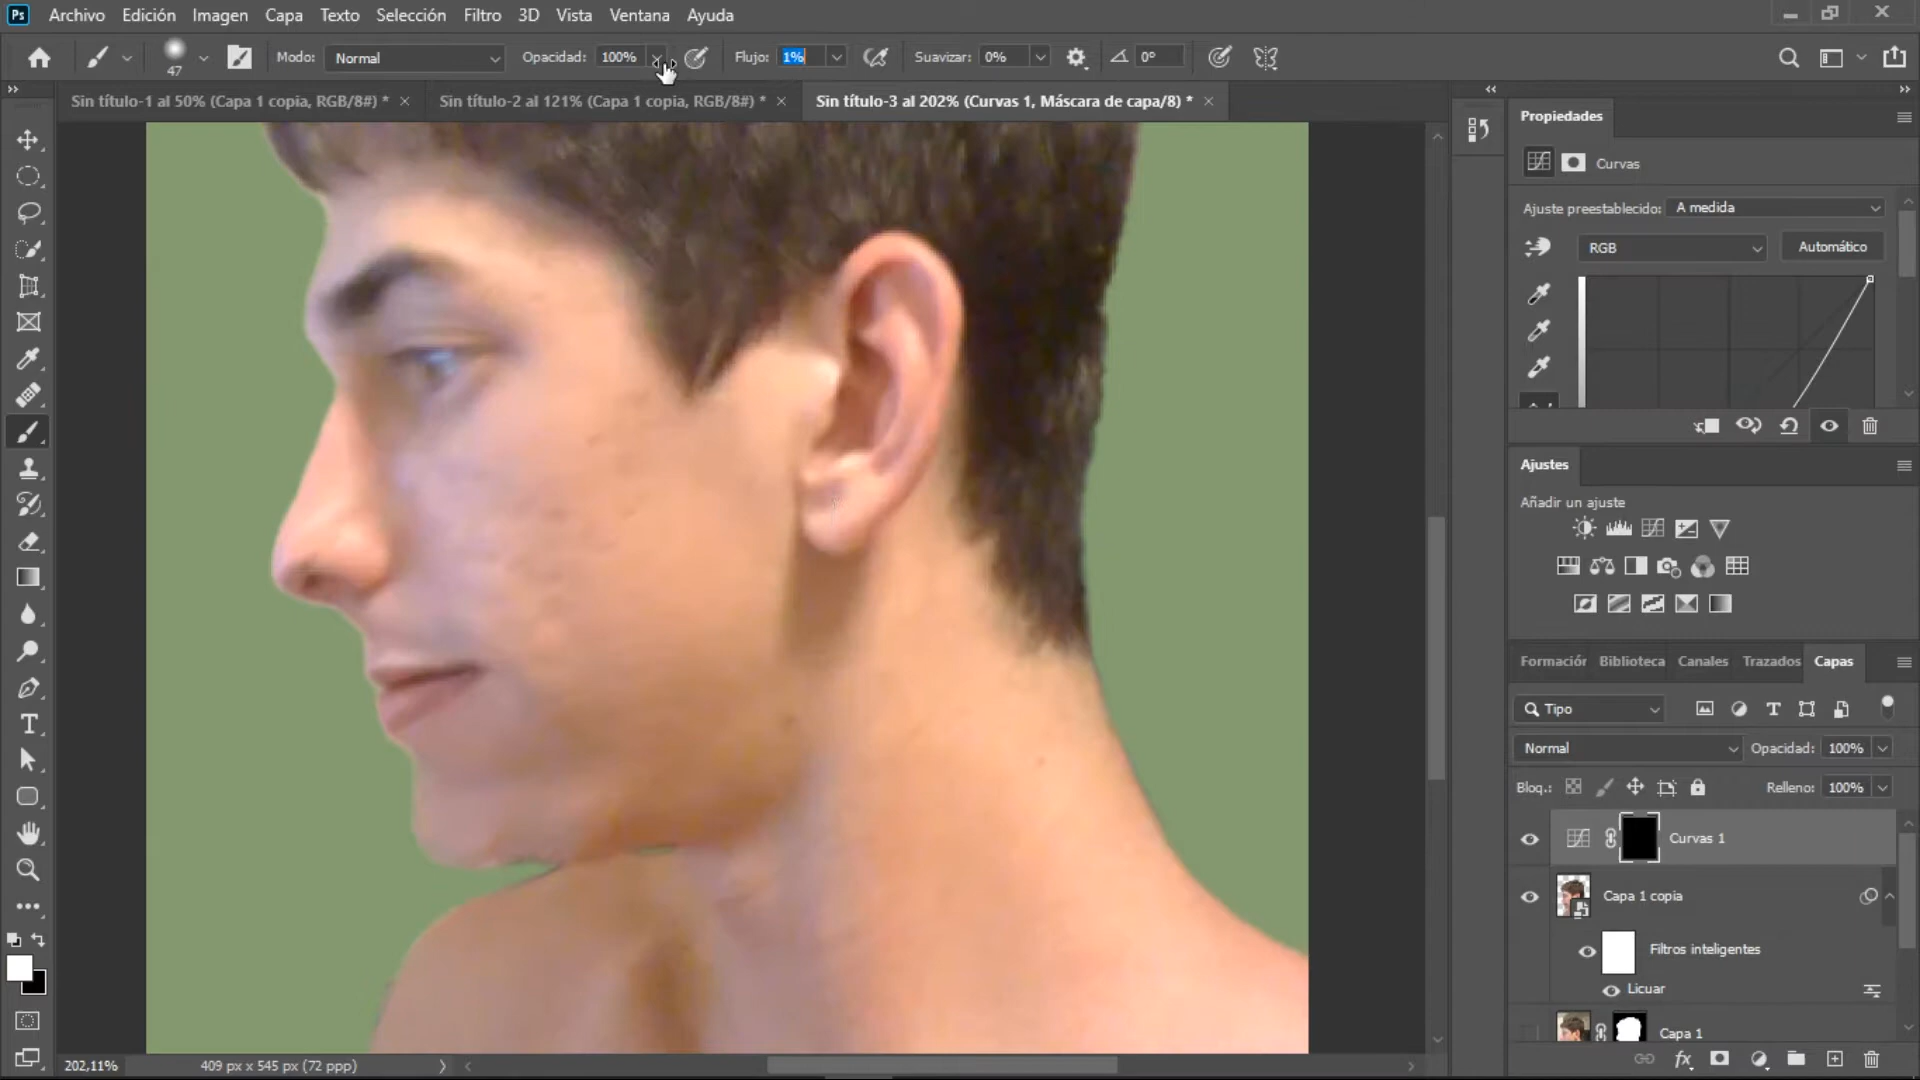 Ps Archivo Edición Imagen Capa Texto Selección Filtro 3D Vista Ventana Ayuda
47 Modo: Normal Opacidad: 100% Flujo: 1% Suavizar: 0% 0°
Sin título-1 al 50% (Capa 1 copia, RGB/8#) * Sin título-2 al 121% (Capa 1 copia, RGB/8#) * Sin título-3 al 202% (Curvas 1, Máscara de capa/8) *
Propiedades
Curvas
Ajuste preestablecido: A medida
RGB Automático
Ajustes
Añadir un ajuste
Formación Biblioteca Canales Trazados Capas
Tipo
Normal Opacidad: 100%
Bloq.: Relleno: 100%
Curvas 1
Capa 1 copia
Filtros inteligentes
Licuar
Capa 1
202,11% 409 px x 545 px (72 ppp)